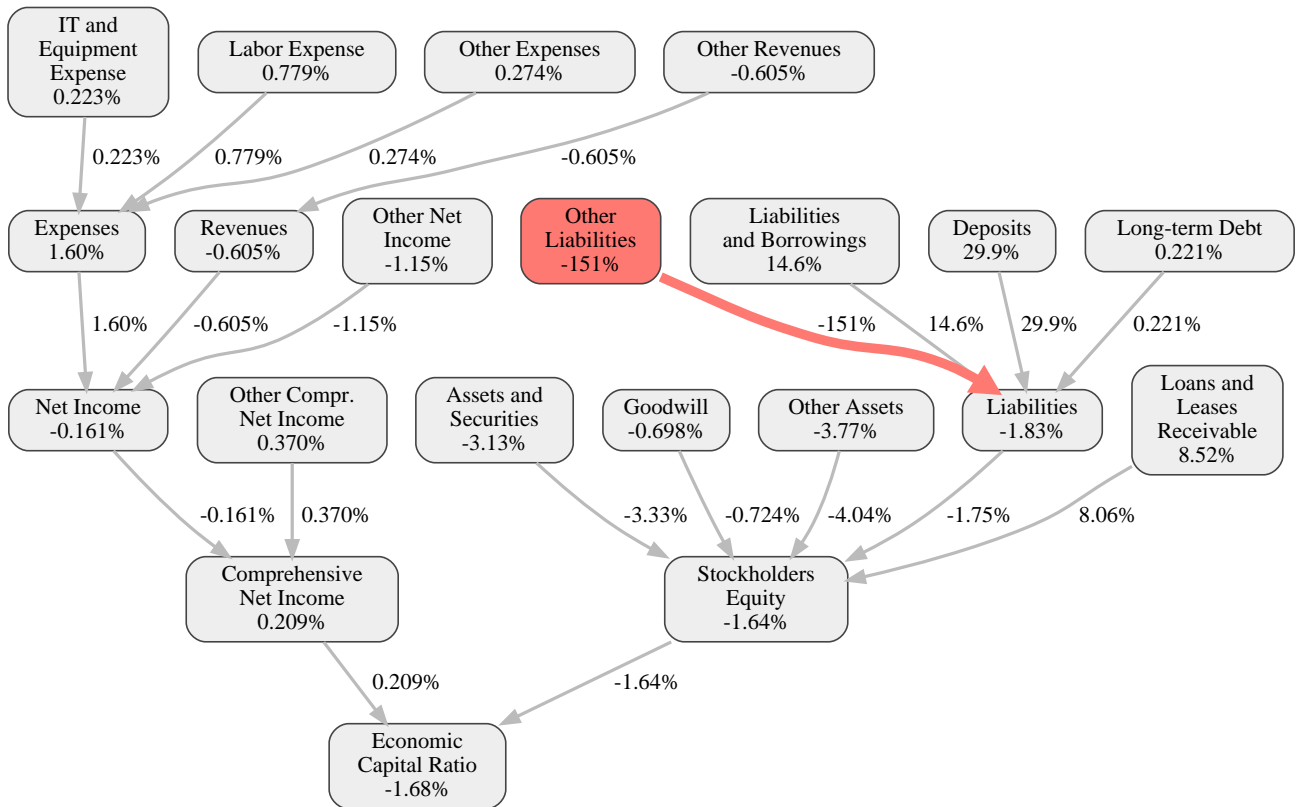 IT and
Equipment
Expense
0.223%
Labor Expense
0.779%
Other Expenses
0.274%
Other Revenues
-0.605%
0.223%
0.779%
0.274%
-0.605%
Expenses
1.60%
Revenues
-0.605%
Other Net
Income
-1.15%
Other
Liabilities
-151%
Liabilities
and Borrowings
14.6%
Deposits
29.9%
Long-term Debt
0.221%
1.60%
-0.605%
-1.15%
-151%
14.6%
29.9%
0.221%
Net Income
-0.161%
Other Compr.
Net Income
0.370%
Assets and
Securities
-3.13%
Goodwill
-0.698%
Other Assets
-3.77%
Liabilities
-1.83%
Loans and
Leases
Receivable
8.52%
-0.161%
0.370%
-3.33%
-0.724%
-4.04%
-1.75%
8.06%
Comprehensive
Net Income
0.209%
Stockholders
Equity
-1.64%
0.209%
-1.64%
Economic
Capital Ratio
-1.68%